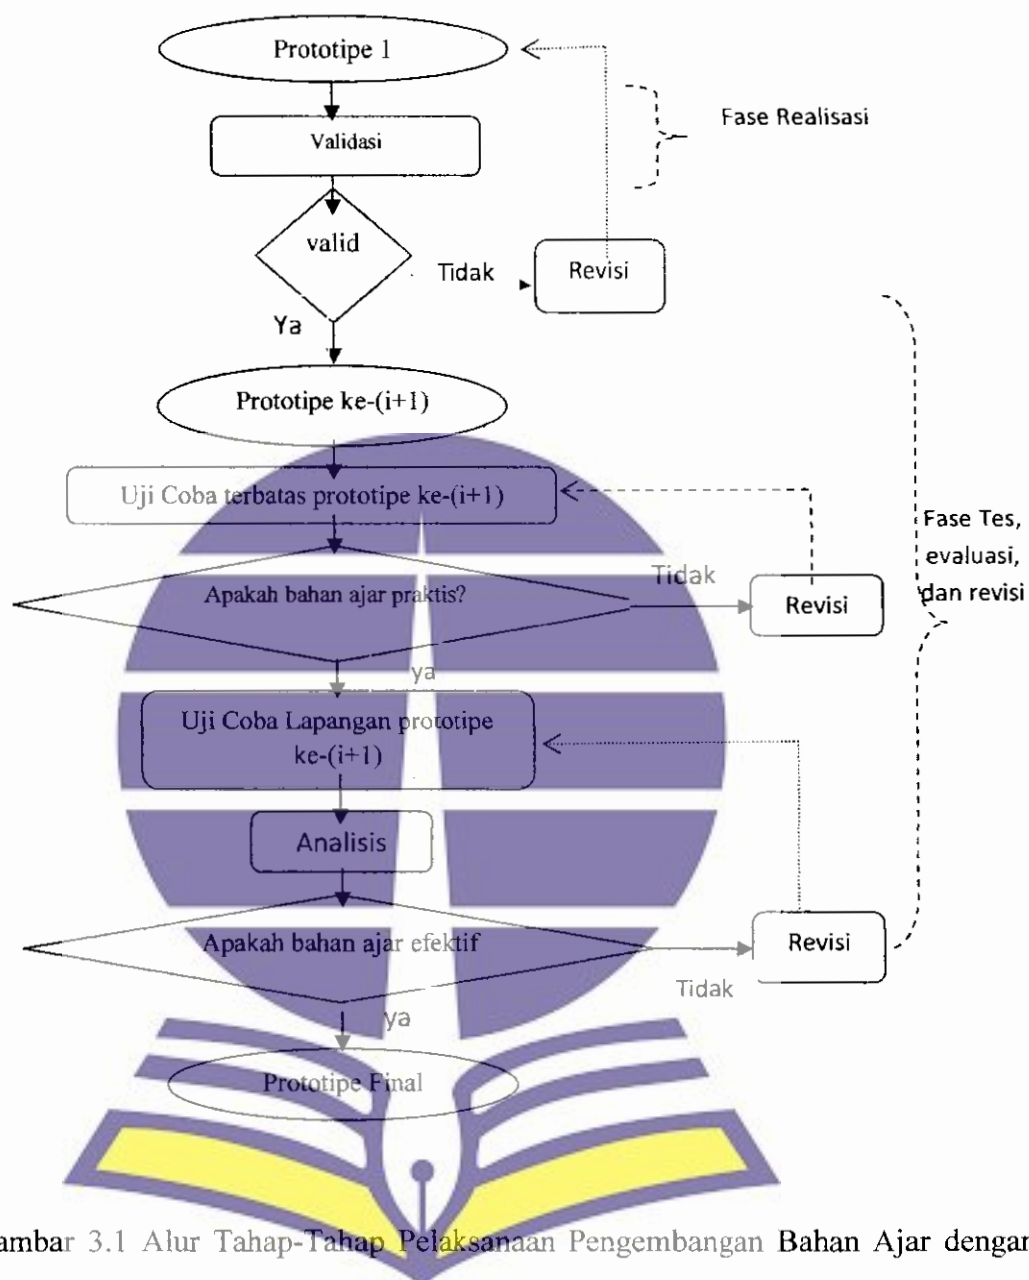 Prototipe 1
Fase Realisasi
Validasi
valid
Tidak
Revisi
Ya
Prototipe ke-(i+1)
Uji Coba terbatas prototipe ke-(i+1)
Fase Tes,
evaluasi,
dan revisi
Tidak
Apakah bahan ajar praktis?
Revisi
ya
Uji Coba Lapangan prototipe
ke-(i+1)
Analisis
Apakah bahan ajar efektif
Revisi
Tidak
ya
Prototipe Final
ambar 3.1 Alur Tahap-Tahap Pelaksanaan Pengembangan Bahan Ajar dengan